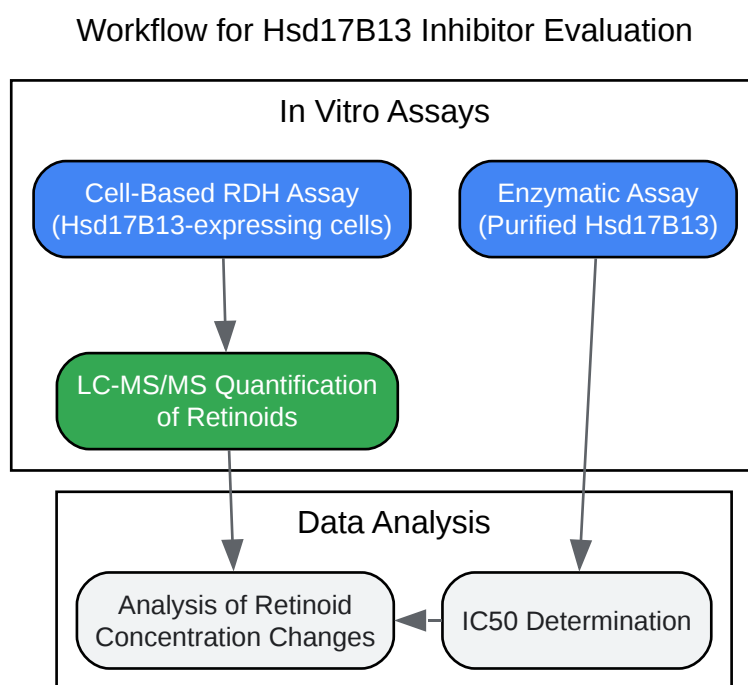 Workflow for Hsd17B13 Inhibitor Evaluation
In Vitro Assays
Cell-Based RDH Assay
(Hsd17B13-expressing cells)
Enzymatic Assay
(Purified Hsd17B13)
LC-MS/MS Quantification
of Retinoids
Data Analysis
Analysis of Retinoid
Concentration Changes
IC50 Determination